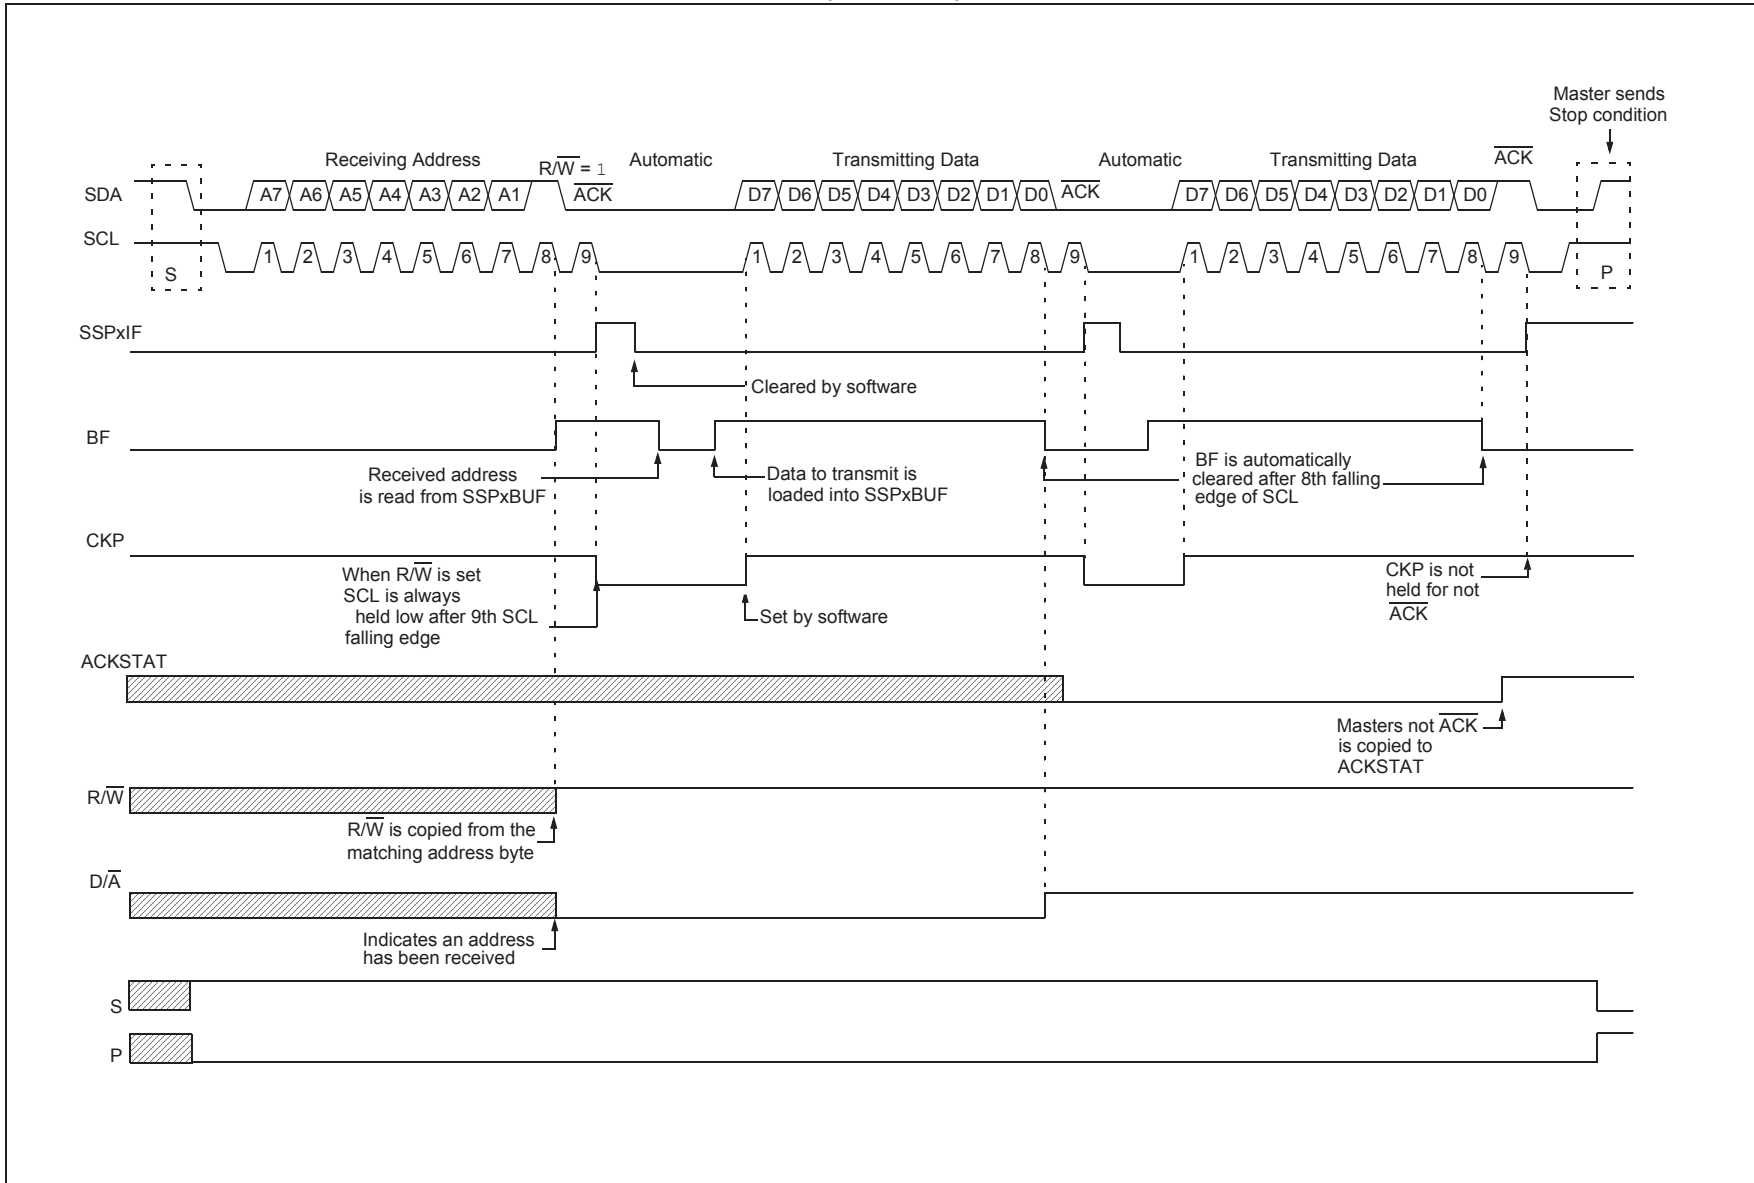 Master sends
Stop condition
Receiving Address
R/W̅ = 1
Automatic
Transmitting Data
Automatic
Transmitting Data
A̅C̅K̅
SDA
A7 A6 A5 A4 A3 A2 A1
A̅C̅K̅
D7 D6 D5 D4 D3 D2 D1 D0
A̅C̅K̅
D7 D6 D5 D4 D3 D2 D1 D0
SCL
S
1 2 3 4 5 6 7 8 9
1 2 3 4 5 6 7 8 9
1 2 3 4 5 6 7 8 9
P
SSPxIF
Cleared by software
BF
Received address
is read from SSPxBUF
Data to transmit is
loaded into SSPxBUF
BF is automatically
cleared after 8th falling
edge of SCL
CKP
When R/W̅ is set
SCL is always
held low after 9th SCL
falling edge
Set by software
CKP is not
held for not
A̅C̅K̅
ACKSTAT
Masters not A̅C̅K̅
is copied to
ACKSTAT
R/W̅
R/W̅ is copied from the
matching address byte
D/A̅
Indicates an address
has been received
S
P